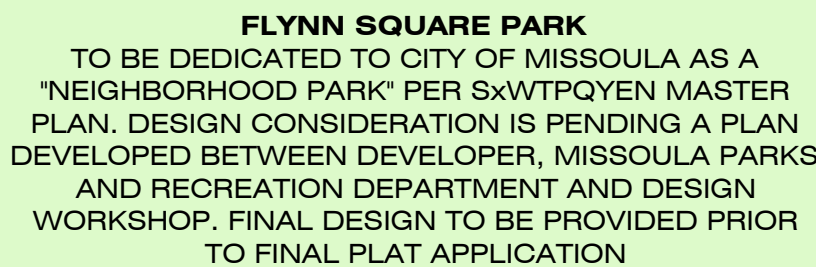 FLYNN SQUARE PARK
TO BE DEDICATED TO CITY OF MISSOULA AS A
"NEIGHBORHOOD PARK" PER SxWTPQYEN MASTER
PLAN. DESIGN CONSIDERATION IS PENDING A PLAN
DEVELOPED BETWEEN DEVELOPER, MISSOULA PARKS
AND RECREATION DEPARTMENT AND DESIGN
WORKSHOP. FINAL DESIGN TO BE PROVIDED PRIOR
TO FINAL PLAT APPLICATION